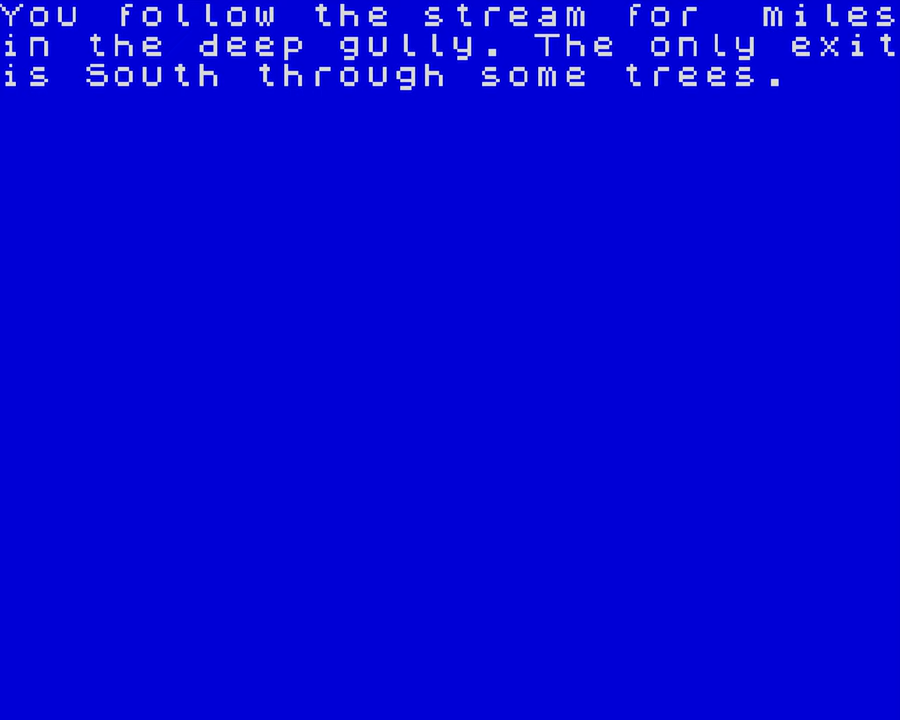 You follow the stream for  miles
in the deep gully. The only exit
is South through some trees.